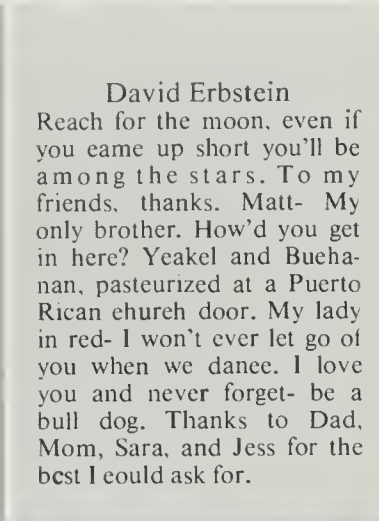 David Erbstein
Reach for the moon, even if
you eame up short you'll be
among the stars. To my
friends, thanks. Matt- My
only brother. How'd you get
in here? Yeakel and Bueha-
nan, pasteurized at a Puerto
Rican ehureh door. My lady
in red- I won't ever let go of
you when we danee. I love
you and never forget- be a
bull dog. Thanks to Dad,
Mom, Sara, and Jess for the
best I eould ask for.